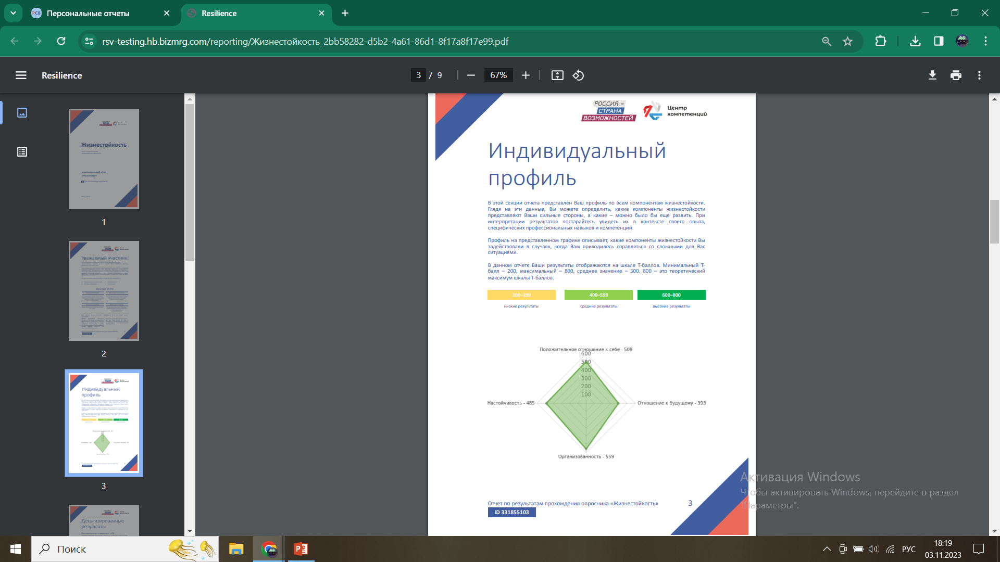 РСВ
Персональные отчеты
Resilience
rsv-testing.hb.bizmrg.com/reporting/Жизнестойкость_2bb58282-d5b2-4a61-86d1-8f17a8f17e99.pdf
Resilience
3 / 9
67%
Жизнестойкость
1
Уважаемый участник!
2
Индивидуальный
профиль
3
Детализированные
результаты
РОССИЯ –
СТРАНА
ВОЗМОЖНОСТЕЙ
Центр
компетенций
Индивидуальный
профиль
В этой секции отчета представлен Ваш профиль по всем компонентам жизнестойкости.
Глядя на эти данные, Вы можете определить, какие компоненты жизнестойкости
представляют Ваши сильные стороны, а какие – можно было бы еще развить. При
интерпретации результатов постарайтесь увидеть их в контексте своего опыта,
специфических профессиональных навыков и компетенций.
Профиль на представленном графике описывает, какие компоненты жизнестойкости Вы
задействовали в случаях, когда Вам приходилось справляться со сложными для Вас
ситуациями.
В данном отчете Ваши результаты отображаются на шкале Т-баллов. Минимальный Т-
балл – 200, максимальный – 800, среднее значение – 500. 800 – это теоретический
максимум шкалы Т-баллов.
200–399
400–599
600–800
низкие результаты
средние результаты
высокие результаты
Положительное отношение к себе - 509
600
500
400
300
200
100
Настойчивость - 485
Отношение к будущему - 393
Организованность - 559
Отчет по результатам прохождения опросника «Жизнестойкость»
3
ID 331855103
Активация Windows
Чтобы активировать Windows, перейдите в раздел
"Параметры".
Поиск
РУС
18:19
03.11.2023